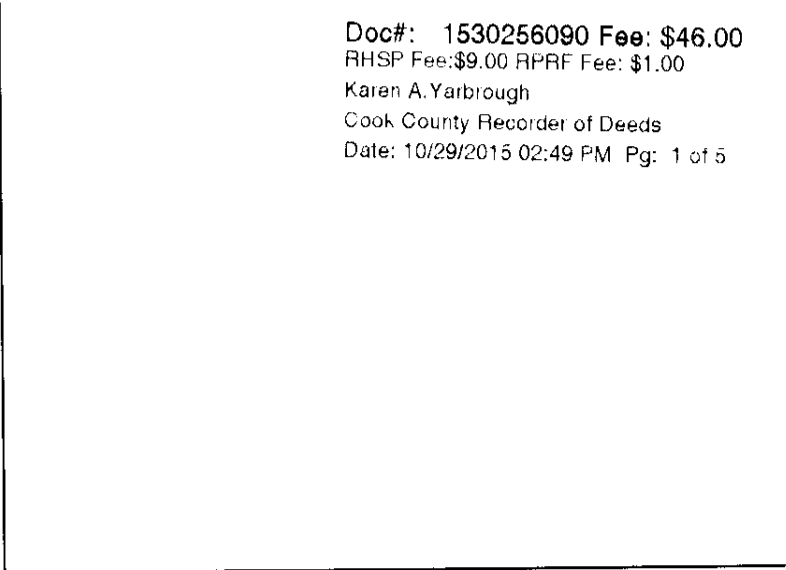 Doc#: 1530256090 Fee: $46.00
RHSP Fee:$9.00 RPRF Fee: $1.00
Karen A.Yarbrough
Cook County Recorder of Deeds
Date: 10/29/2015 02:49 PM Pg: 1 of 5